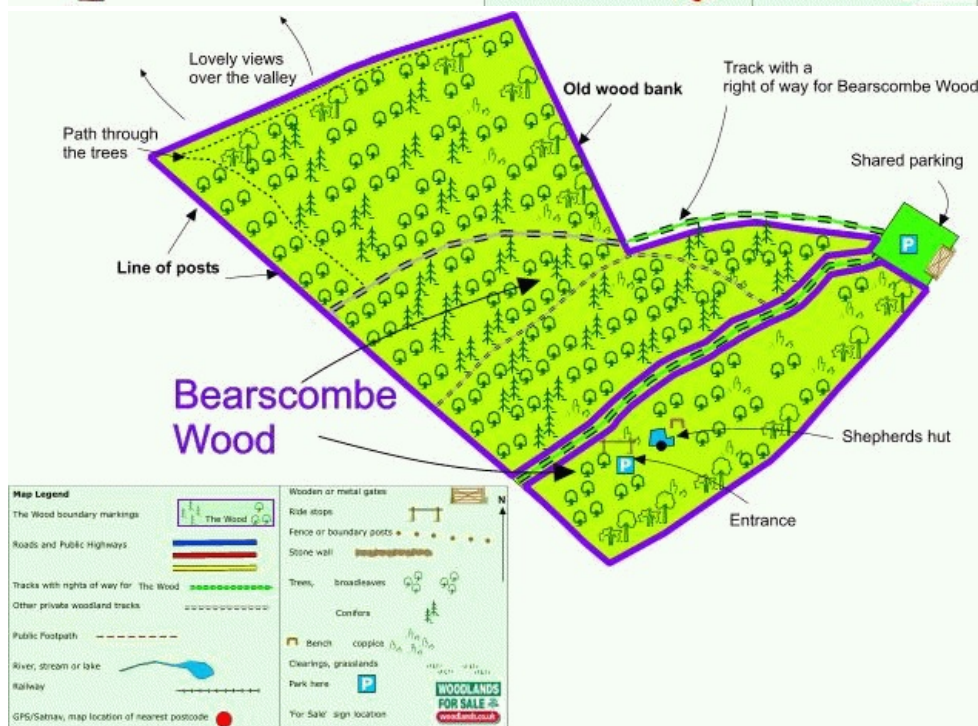 Lovely views
over the valley
Path through
the trees
Line of posts
Old wood bank
Track with a
right of way for Bearscombe Wood
Shared parking
P
Bearscombe
Wood
Shepherds hut
P
Entrance
Map Legend
The Wood boundary markings
The Wood
Roads and Public Highways
Tracks with rights of way for The Wood
Other private woodland tracks
Public Footpath
River, stream or lake
Railway
GPS/Satnav, map location of nearest postcode
Wooden or metal gates
N
Ride stops
Fence or boundary posts
Stone wall
Trees, broadleaves
Conifers
Bench coppice
Clearings, grasslands
Park here P
'For Sale' sign location
WOODLANDS
FOR SALE
woodlands.co.uk